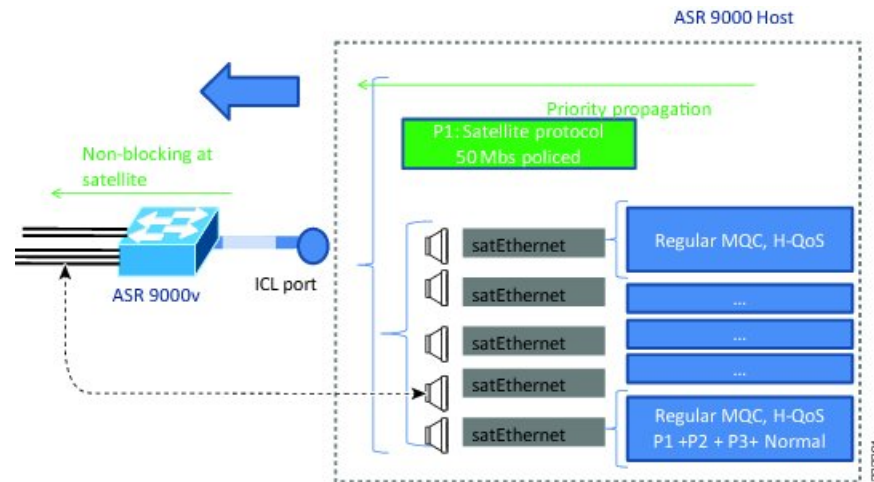 ASR 9000 Host
Priority propagation
P1: Satellite protocol
50 Mbs policed
Non-blocking at
satellite
ASR 9000v
ICL port
satEthernet
Regular MQC, H-QoS
satEthernet
...
satEthernet
...
satEthernet
...
satEthernet
Regular MQC, H-QoS
P1 +P2 + P3+ Normal